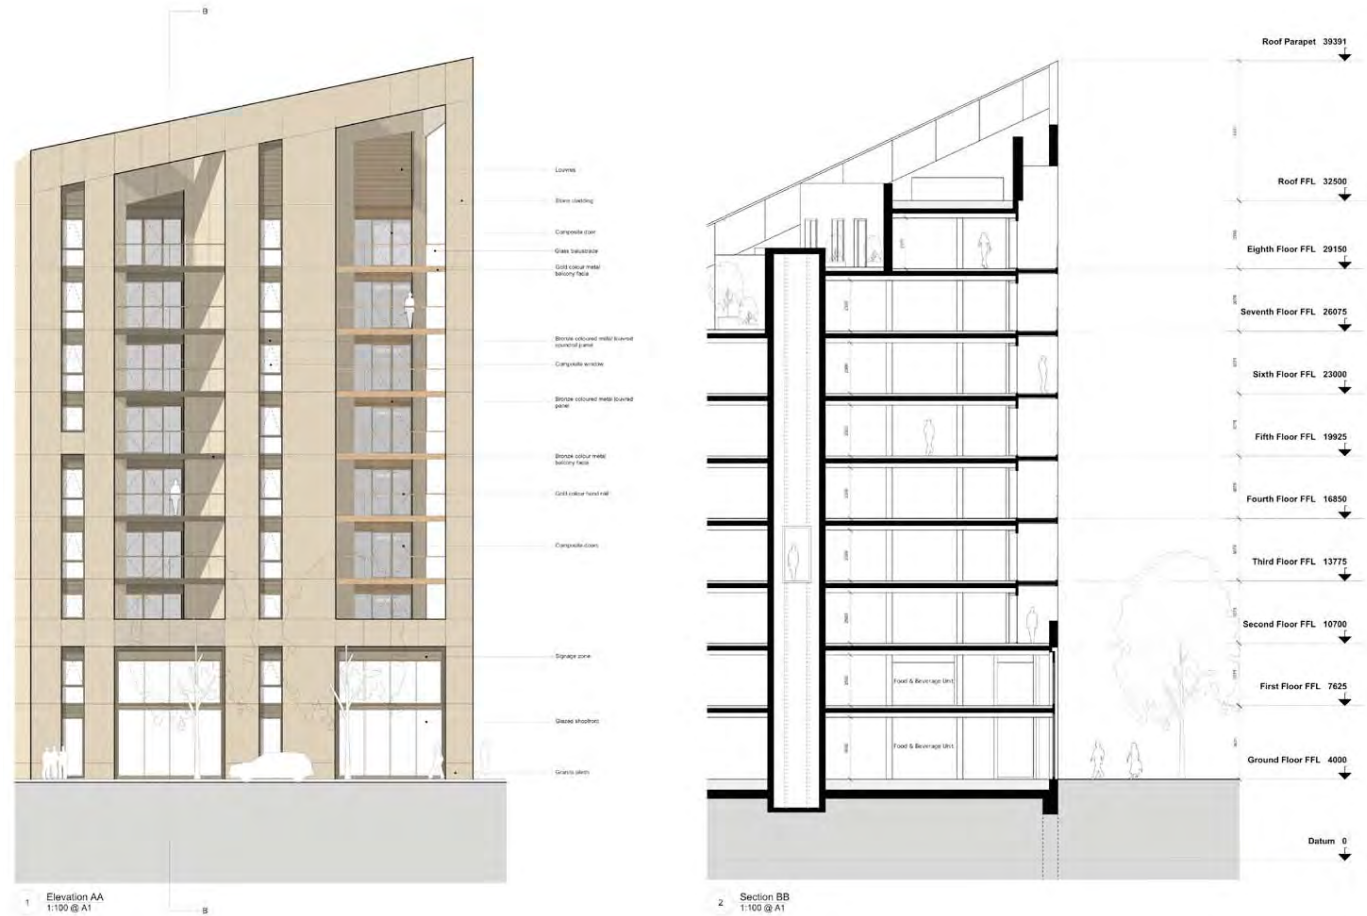 B
Louvres
Stone cladding
Composite door
Glass balustrade
Gold colour metal
balcony facia
Bronze coloured metal louvred
spandrel panel
Composite window
Bronze coloured metal louvred
panel
Bronze colour metal
balcony facia
Gold colour hand rail
Composite doors
Signage zone
Glazed shopfront
Granite plinth
B
1
Elevation AA
1:100 @ A1
Roof Parapet 39391
Roof FFL 32500
Eighth Floor FFL 29150
Seventh Floor FFL 26075
Sixth Floor FFL 23000
Fifth Floor FFL 19925
Fourth Floor FFL 16850
Third Floor FFL 13775
Second Floor FFL 10700
First Floor FFL 7625
Ground Floor FFL 4000
Datum 0
Food & Beverage Unit
Food & Beverage Unit
2
Section BB
1:100 @ A1